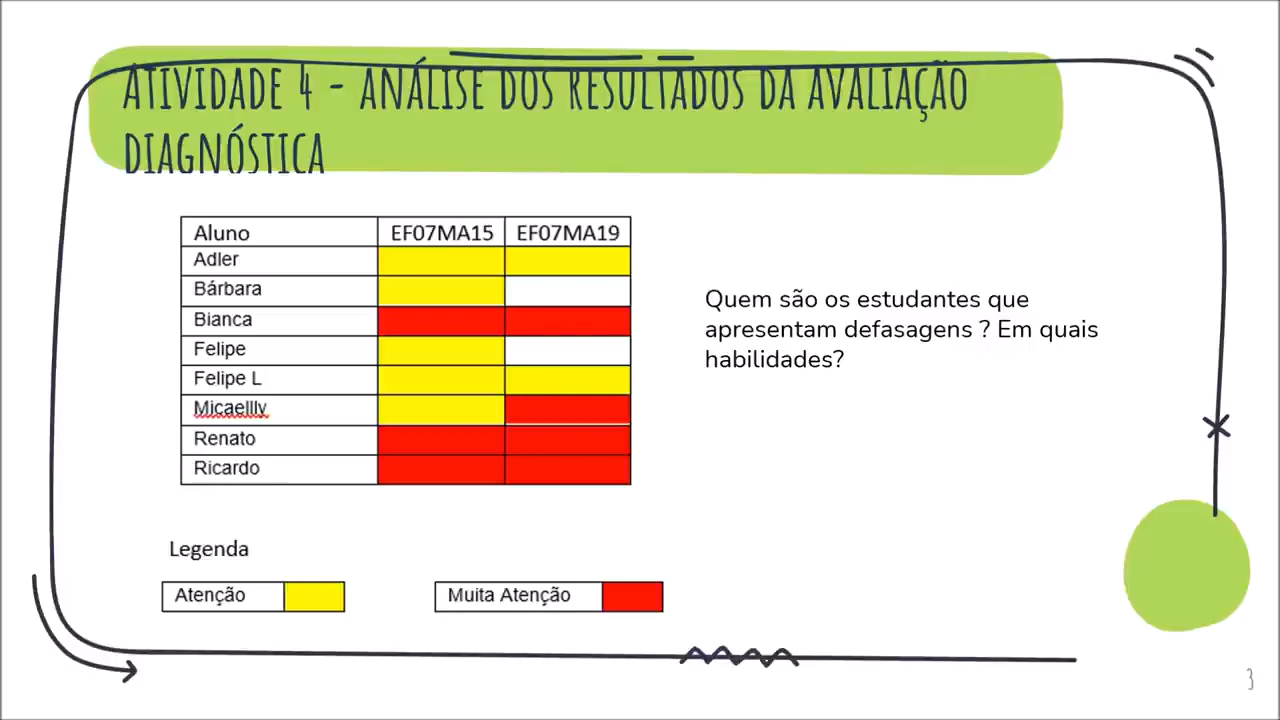 ATIVIDADE 4 - ANÁLISE DOS RESULTADOS DA AVALIAÇÃO
DIAGNÓSTICA
Aluno EF07MA15 EF07MA19
Adler
Bárbara
Bianca
Felipe
Felipe L
Micaellly
Renato
Ricardo
Quem são os estudantes que
apresentam defasagens ? Em quais
habilidades?
Legenda
Atenção Muita Atenção
3